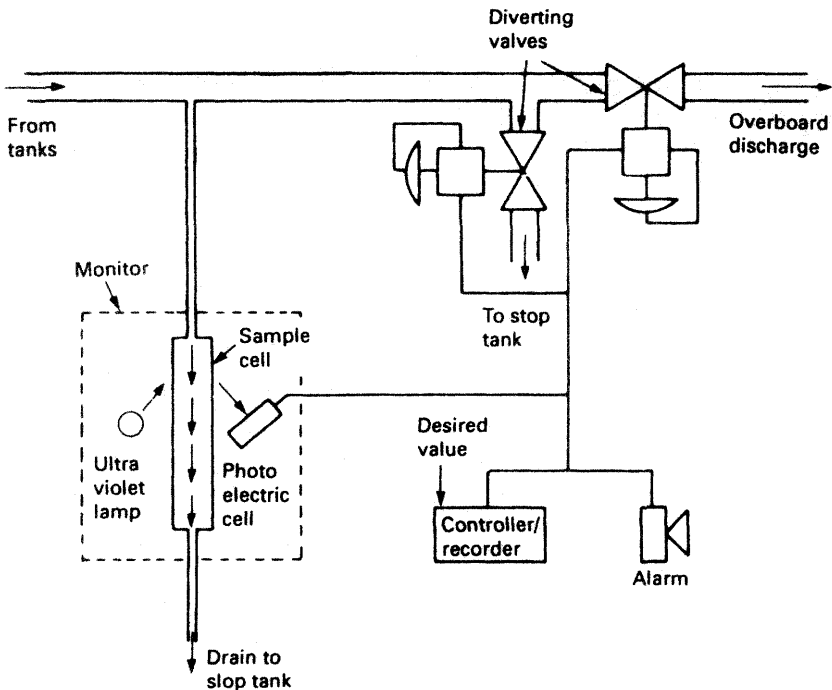 Diverting
valves
From
tanks
Overboard
discharge
Monitor
To stop
tank
Sample
cell
Desired
value
Ultra
violet
lamp
Photo
electric
cell
Controller/
recorder
Alarm
Drain to
slop tank